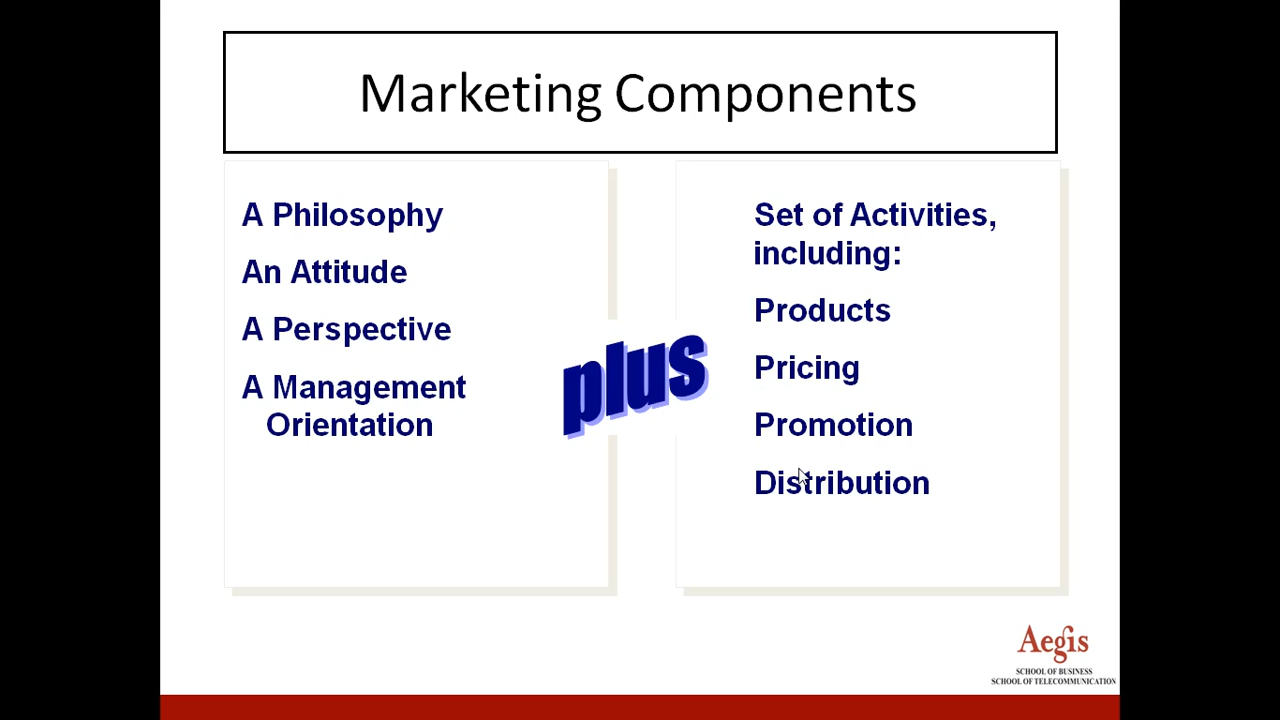 Marketing Components
A Philosophy
An Attitude
A Perspective
A Management
Orientation
plus
Set of Activities,
including:
Products
Pricing
Promotion
Distribution
Aegis
SCHOOL OF BUSINESS
SCHOOL OF TELECOMMUNICATION